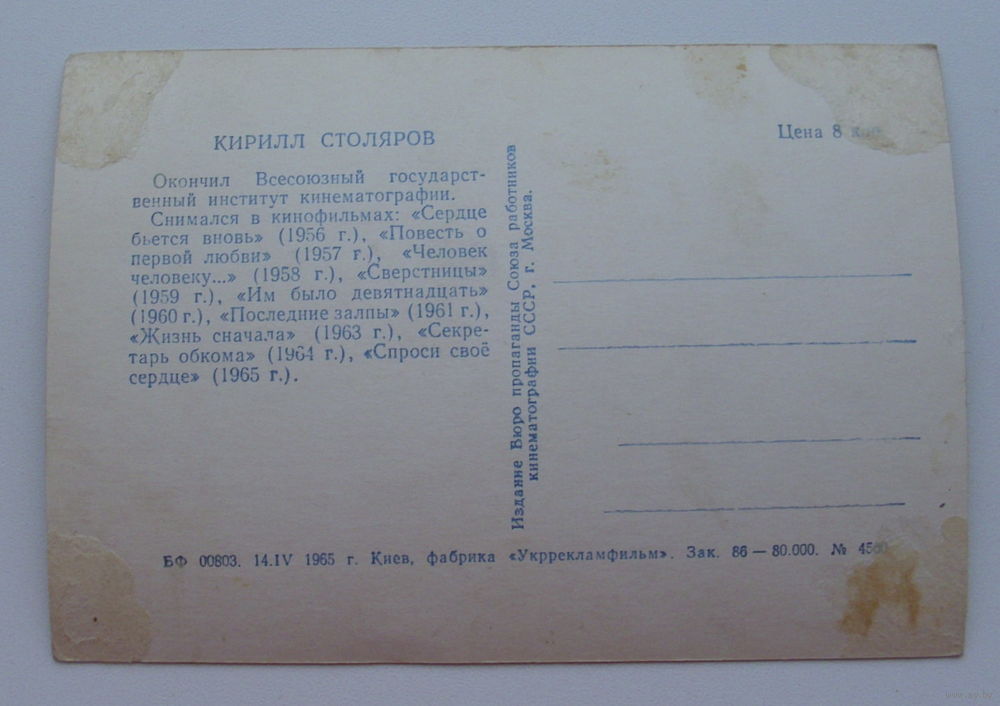 КИРИЛЛ СТОЛЯРОВ
Окончил Всесоюзный государст-
венный институт кинематографии.
Снимался в кинофильмах: «Сердце
бьется вновь» (1956 г.), «Повесть о
первой любви» (1957 г.), «Человек
человеку...» (1958 г.), «Сверстницы»
(1959 г.), «Им было девятнадцать»
(1960 г.), «Последние залпы» (1961 г.),
«Жизнь сначала» (1963 г.), «Секре-
тарь обкома» (1964 г.), «Спроси своё
сердце» (1965 г.).
Издание Бюро пропаганды Союза работников
кинематографии СССР, г. Москва.
Цена 8
БФ 00803. 14.IV 1965 г. Киев, фабрика «Укррекламфильм». Зак. 86 — 80.000. №